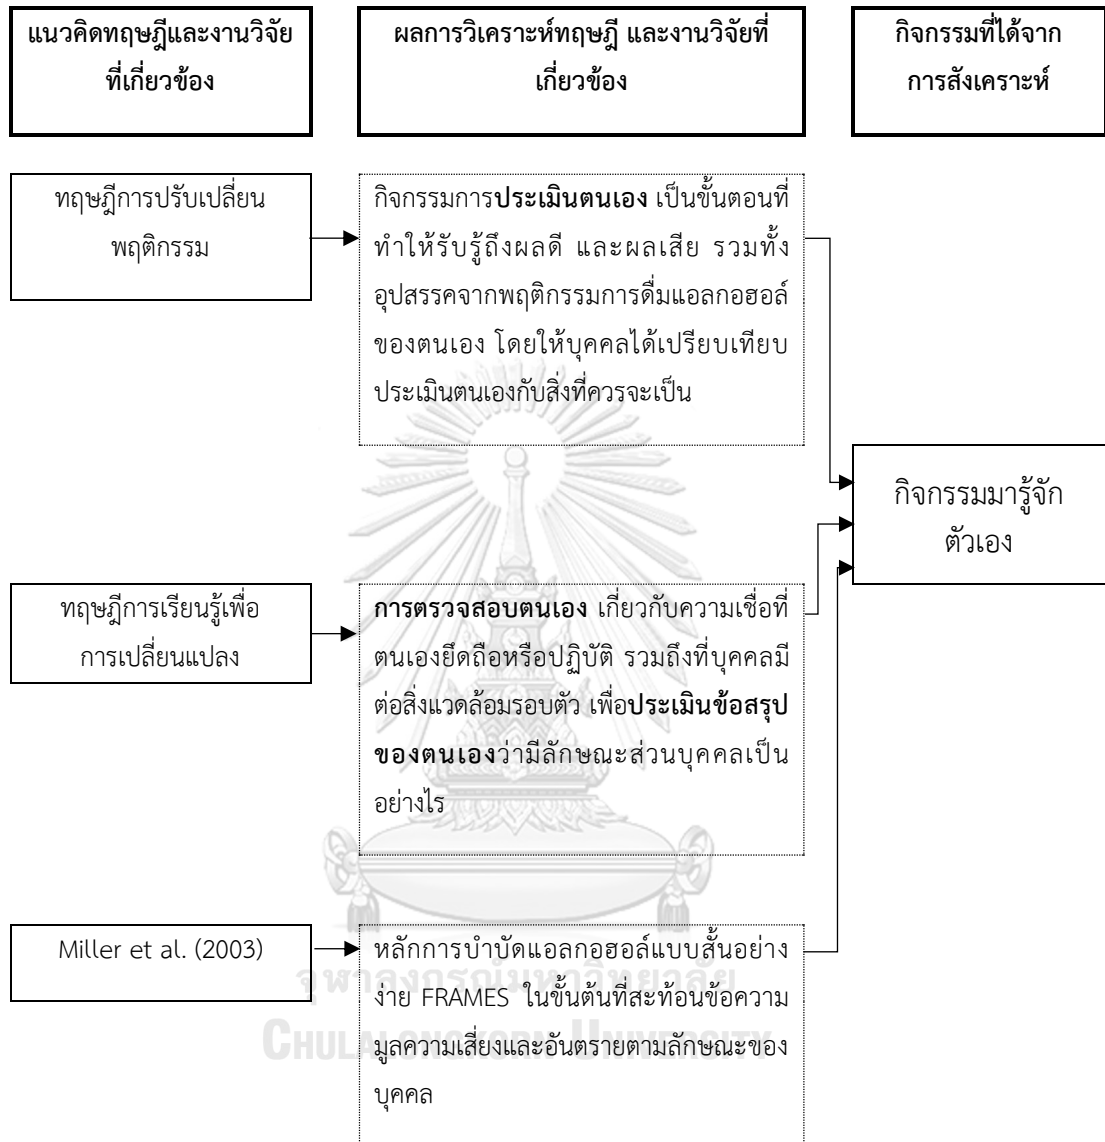 แนวคิดทฤษฎีและงานวิจัย
ที่เกี่ยวข้อง
ผลการวิเคราะห์ทฤษฎี และงานวิจัยที่
เกี่ยวข้อง
กิจกรรมที่ได้จาก
การสังเคราะห์
ทฤษฎีการปรับเปลี่ยน
พฤติกรรม
กิจกรรมการประเมินตนเอง เป็นขั้นตอนที่
ทำให้รับรู้ถึงผลดี และผลเสีย รวมทั้ง
อุปสรรคจากพฤติกรรมการดื่มแอลกอฮอล์
ของตนเอง โดยให้บุคคลได้เปรียบเทียบ
ประเมินตนเองกับสิ่งที่ควรจะเป็น
กิจกรรมมารู้จัก
ตัวเอง
ทฤษฎีการเรียนรู้เพื่อ
การเปลี่ยนแปลง
การตรวจสอบตนเอง เกี่ยวกับความเชื่อที่
ตนเองยึดถือหรือปฏิบัติ รวมถึงที่บุคคลมี
ต่อสิ่งแวดล้อมรอบตัว เพื่อประเมินข้อสรุป
ของตนเองว่ามีลักษณะส่วนบุคคลเป็น
อย่างไร
Miller et al. (2003)
หลักการบำบัดแอลกอฮอล์แบบสั้นอย่าง
ง่าย FRAMES ในขั้นต้นที่สะท้อนข้อความ
มูลความเสี่ยงและอันตรายตามลักษณะของ
บุคคล
จุฬาลงกรณ์มหาวิทยาลัย
CHULALONGKORN UNIVERSITY